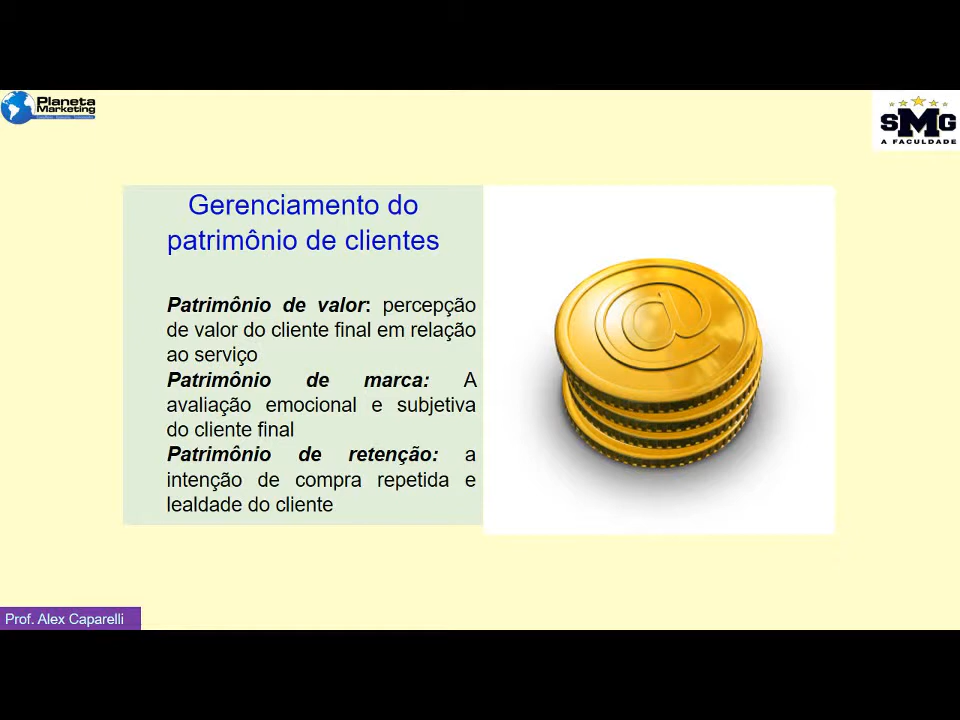 Planeta
Marketing
SMG
A FACULDADE
Gerenciamento do
patrimônio de clientes
Patrimônio de valor: percepção
de valor do cliente final em relação
ao serviço
Patrimônio de marca: A
avaliação emocional e subjetiva
do cliente final
Patrimônio de retenção: a
intenção de compra repetida e
lealdade do cliente
@
Prof. Alex Caparelli